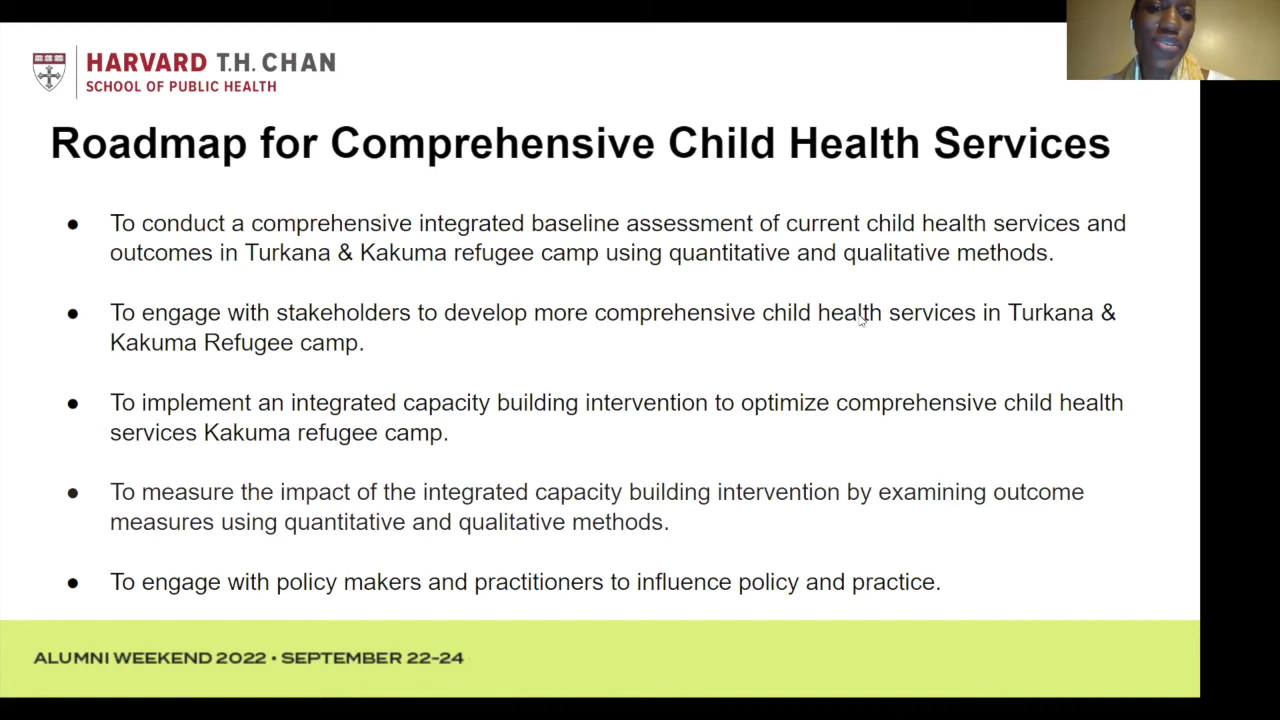 HARVARD T.H. CHAN
SCHOOL OF PUBLIC HEALTH
Roadmap for Comprehensive Child Health Services
● To conduct a comprehensive integrated baseline assessment of current child health services and
outcomes in Turkana & Kakuma refugee camp using quantitative and qualitative methods.
● To engage with stakeholders to develop more comprehensive child health services in Turkana &
Kakuma Refugee camp.
● To implement an integrated capacity building intervention to optimize comprehensive child health
services Kakuma refugee camp.
● To measure the impact of the integrated capacity building intervention by examining outcome
measures using quantitative and qualitative methods.
● To engage with policy makers and practitioners to influence policy and practice.
ALUMNI WEEKEND 2022 • SEPTEMBER 22-24